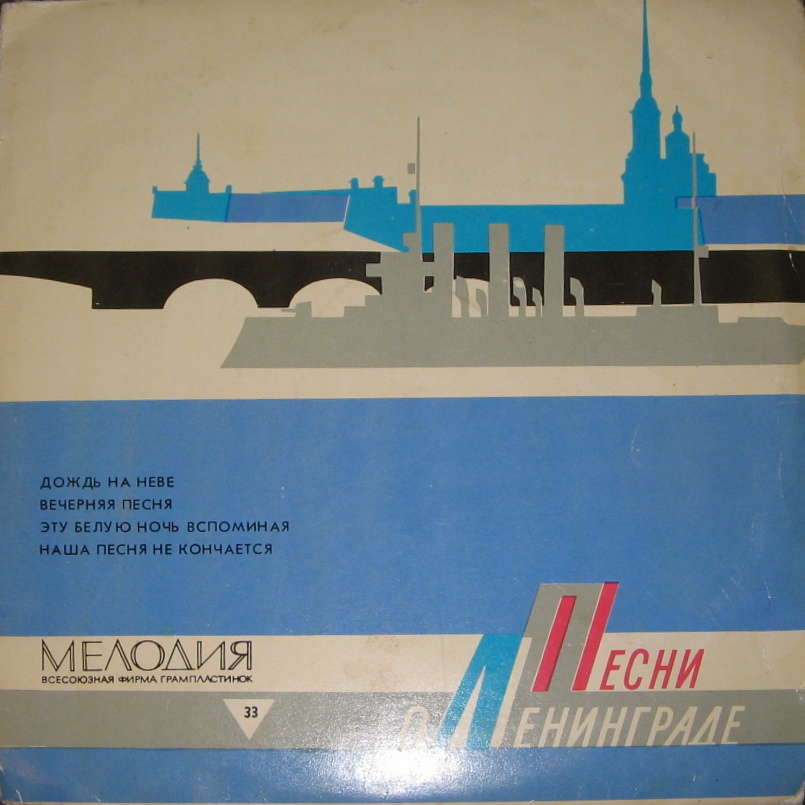 ДОЖДЬ НА НЕВЕ
ВЕЧЕРНЯЯ ПЕСНЯ
ЭТУ БЕЛУЮ НОЧЬ ВСПОМИНАЯ
НАША ПЕСНЯ НЕ КОНЧАЕТСЯ
МЕЛОДИЯ
ВСЕСОЮЗНАЯ ФИРМА ГРАМПЛАСТИНОК
33
ПЕСНИ
О ЛЕНИНГРАДЕ